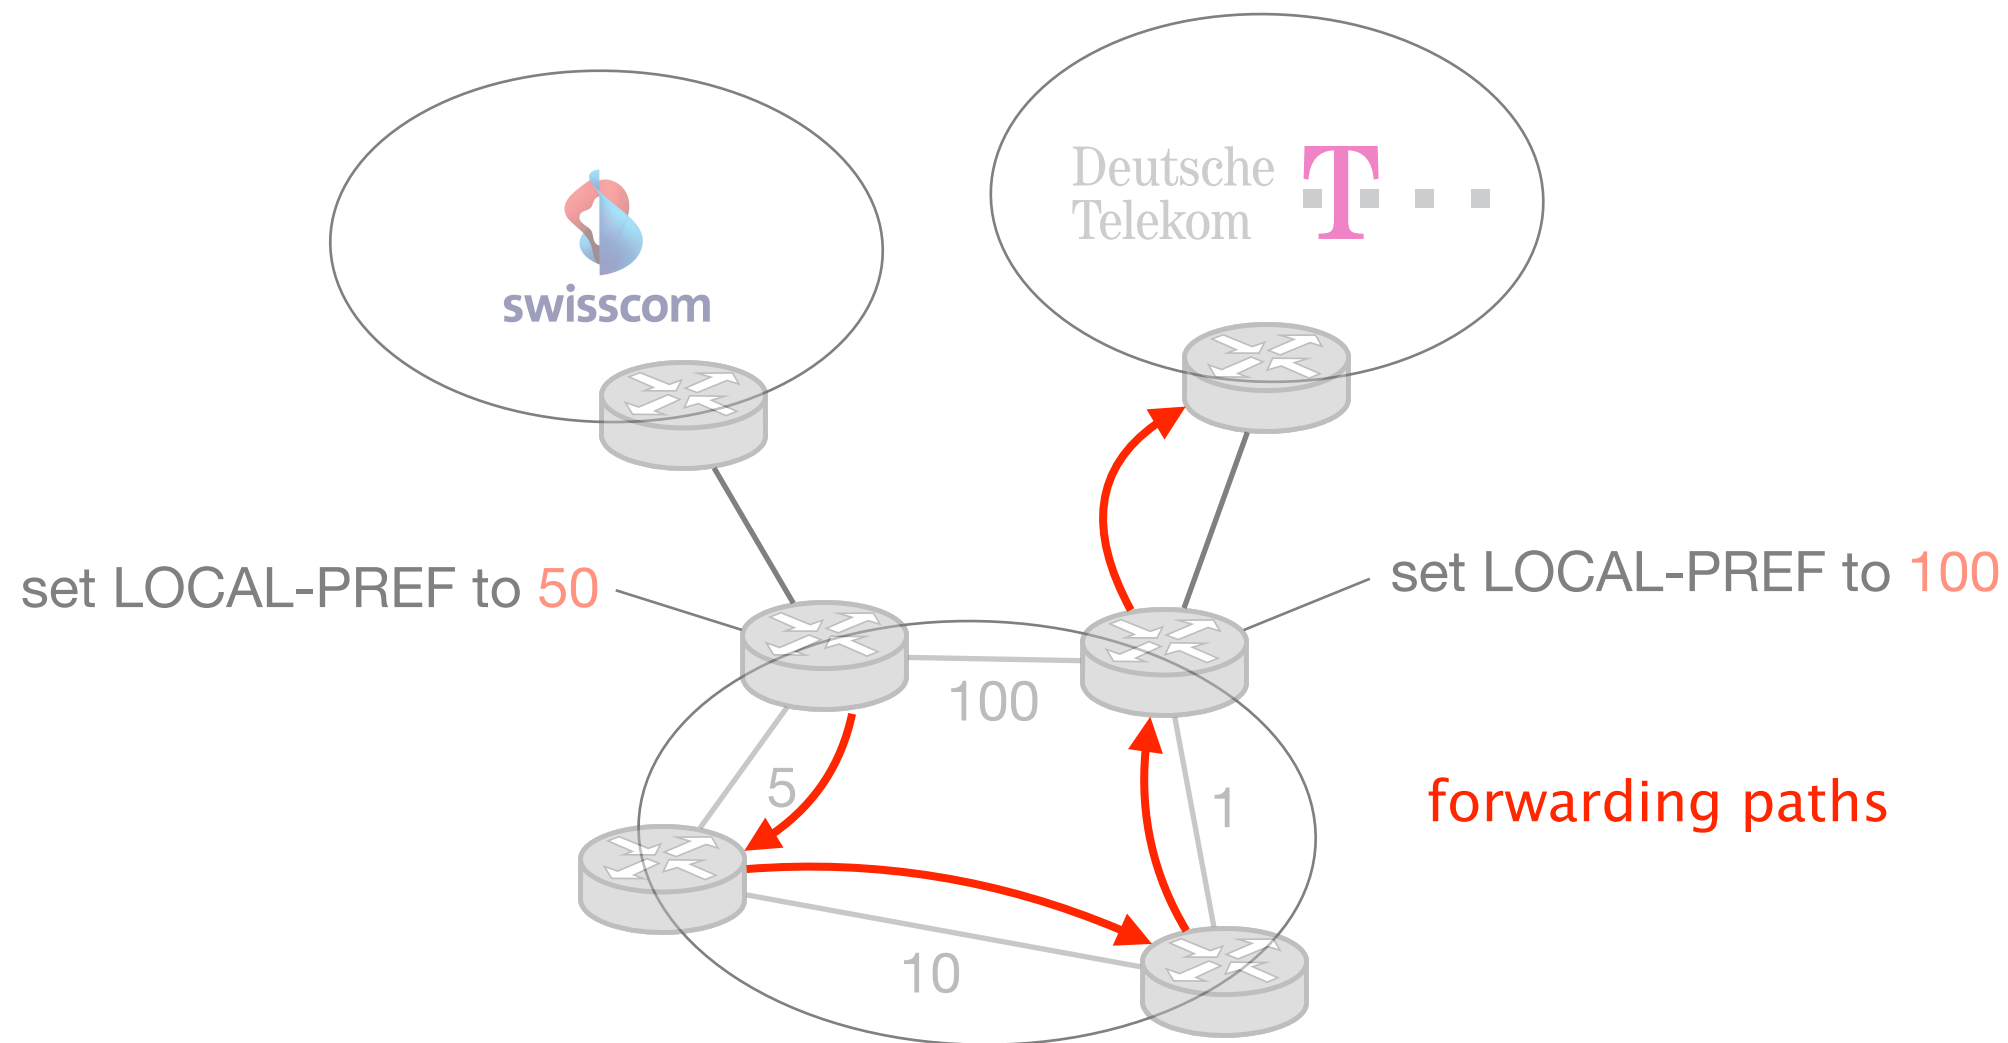 Deutsche
Telekom
T
swisscom
set LOCAL-PREF to 50
set LOCAL-PREF to 100
100
5
1
forwarding paths
10